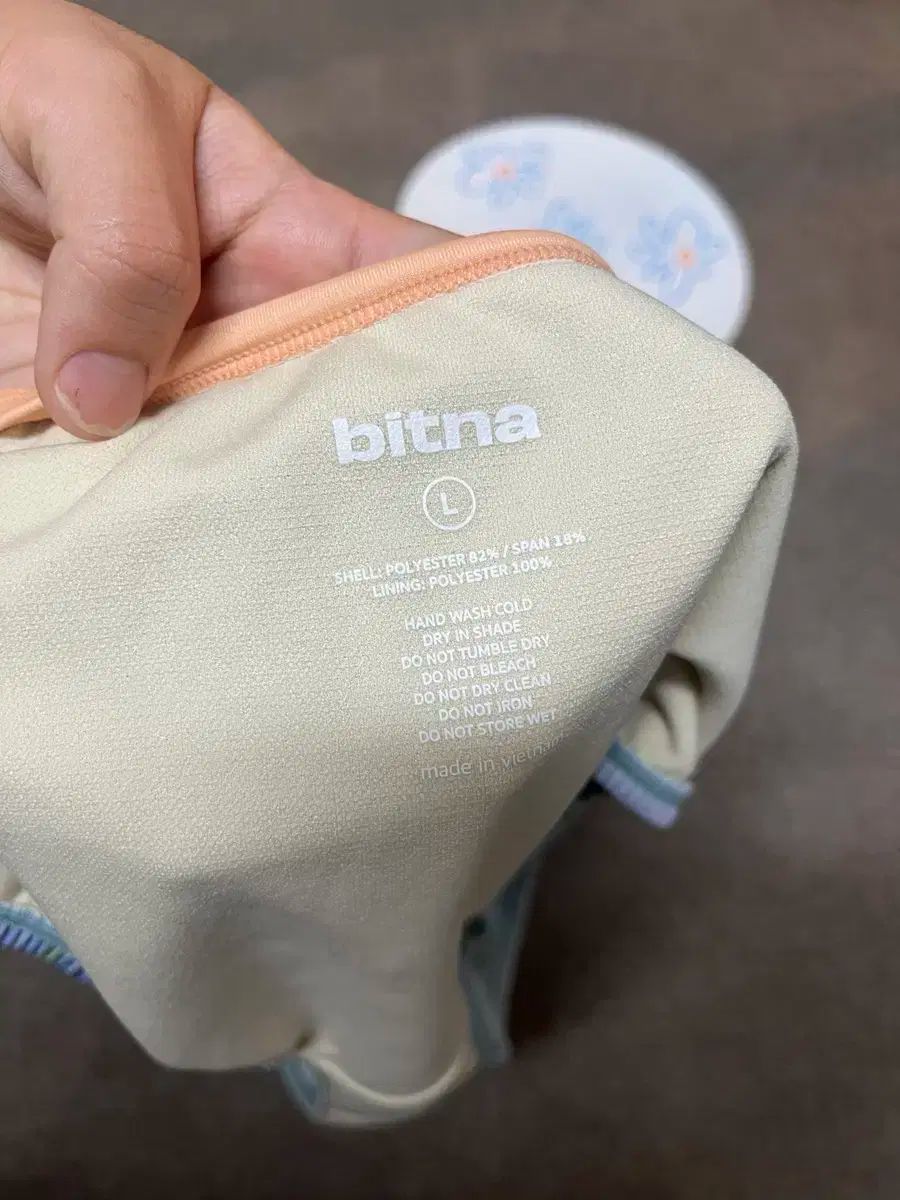 bitna
L
SHELL: POLYESTER 82% / SPAN 18%
LINING: POLYESTER 100%
HAND WASH COLD
DRY IN SHADE
DO NOT TUMBLE DRY
DO NOT BLEACH
DO NOT DRY CLEAN
DO NOT IRON
DO NOT STORE WET
made in vietnam